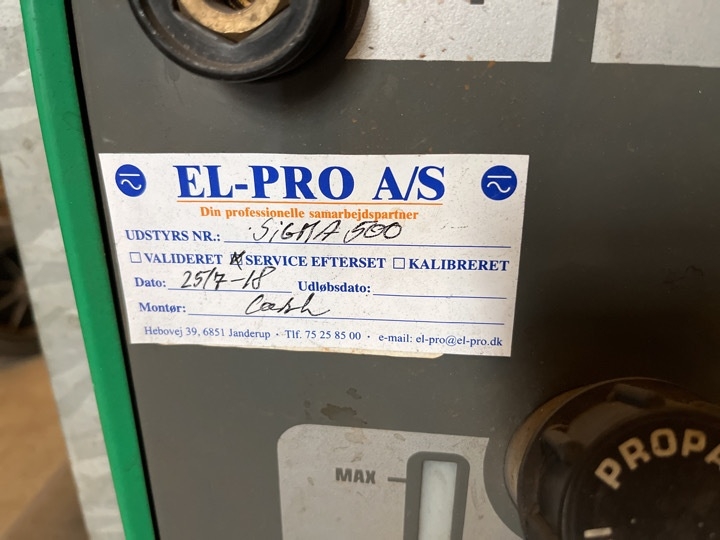 EL-PRO A/S
Din professionelle samarbejdspartner
UDSTYRS NR.: SIGMA 500
VALIDERET SERVICE EFTERSET KALIBRERET
Dato: 25/7-18 Udløbsdato:
Montør:
Hebovej 39, 6851 Janderup · Tlf. 75 25 85 00 · e-mail: el-pro@el-pro.dk
MAX